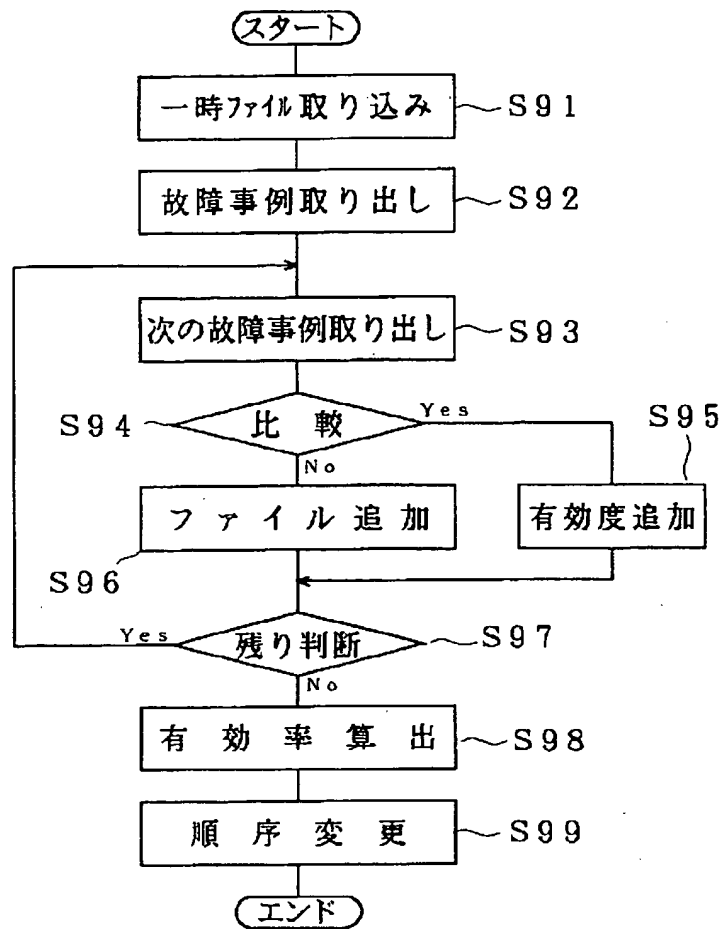 スタート
一時ファイル取り込み
S91
故障事例取り出し
S92
次の故障事例取り出し
S93
S94
比較
Yes
S95
No
ファイル追加
有効度追加
S96
Yes
残り判断
S97
No
有効率算出
S98
順序変更
S99
エンド